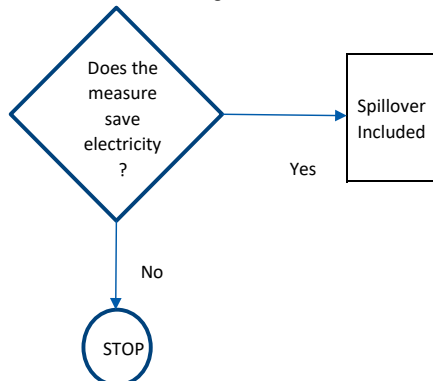 Does the
measure
save
electricity
?
Spillover
Included
Yes
No
STOP